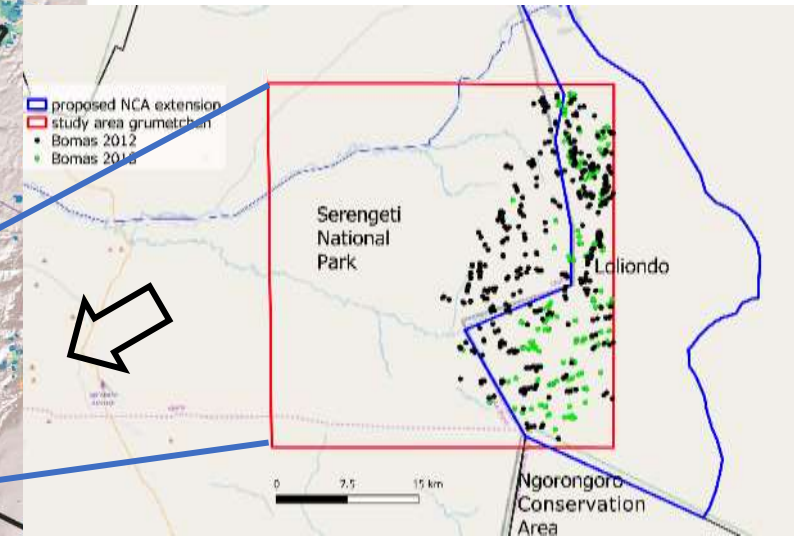 proposed NCA extension
study area grumetchen
Bomas 2012
Bomas
Serengeti
National
Park
Loliondo
0 7.5 15 km
Ngorongoro
Conservation
Area